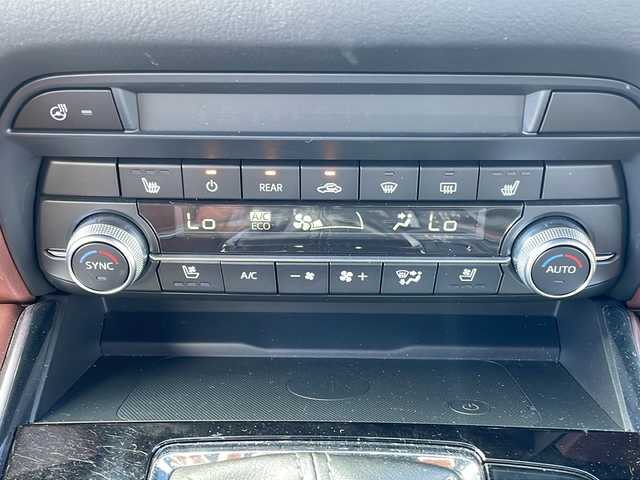 REAR
Lo A/C ECO Lo
SYNC A/C - + AUTO